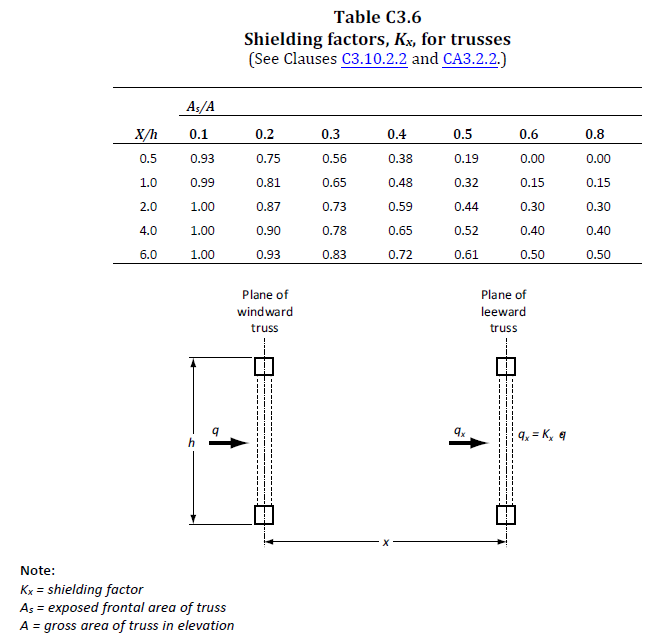 Table C3.6
Shielding factors, Kx, for trusses
(See Clauses C3.10.2.2 and CA3.2.2.)
As/A
X/h 0.1 0.2 0.3 0.4 0.5 0.6 0.8
0.5 0.93 0.75 0.56 0.38 0.19 0.00 0.00
1.0 0.99 0.81 0.65 0.48 0.32 0.15 0.15
2.0 1.00 0.87 0.73 0.59 0.44 0.30 0.30
4.0 1.00 0.90 0.78 0.65 0.52 0.40 0.40
6.0 1.00 0.93 0.83 0.72 0.61 0.50 0.50
Plane of
windward
truss
Plane of
leeward
truss
h
q
qx
qx = Kx q
x
Note:
Kx = shielding factor
As = exposed frontal area of truss
A = gross area of truss in elevation